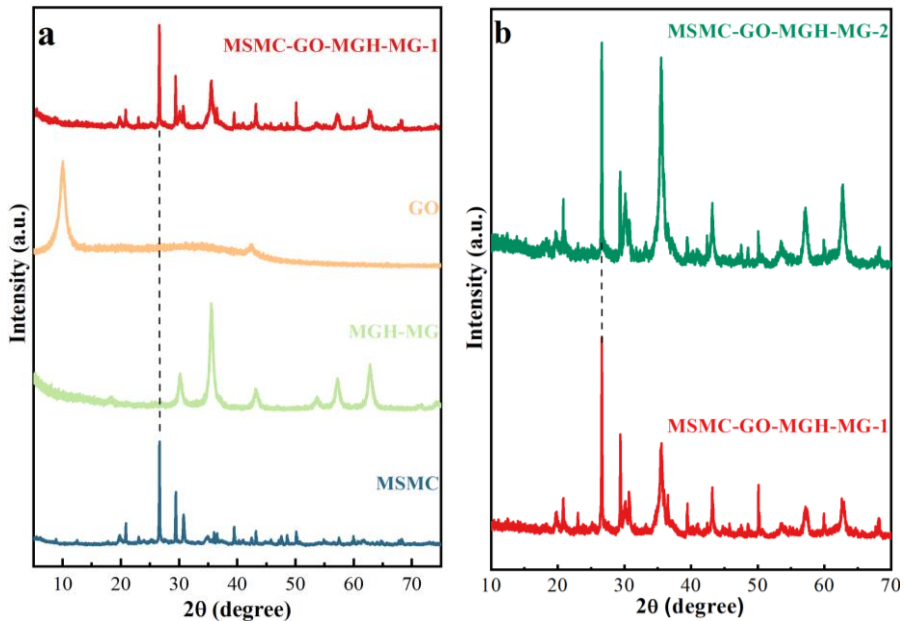 a
MSMC-GO-MGH-MG-1
GO
MGH-MG
MSMC
Intensity (a.u.)
10 20 30 40 50 60 70
2θ (degree)
b
MSMC-GO-MGH-MG-2
MSMC-GO-MGH-MG-1
Intensity (a.u.)
10 20 30 40 50 60 70
2θ (degree)